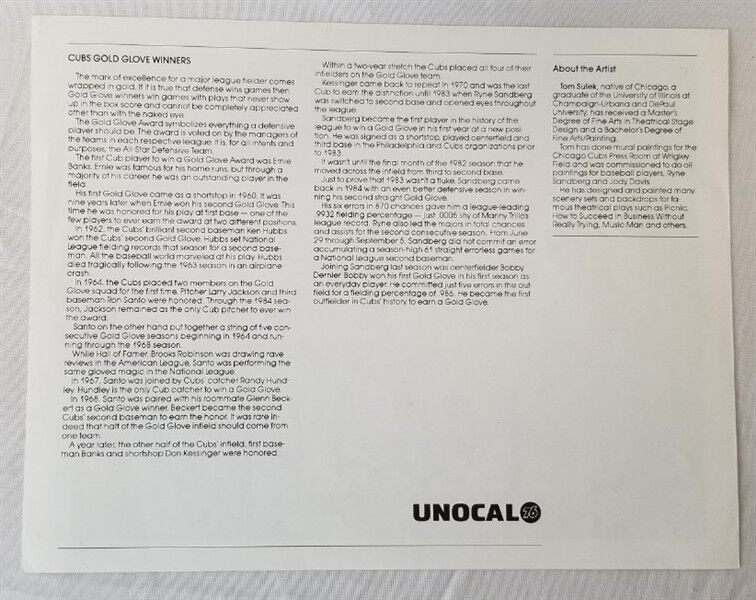 CUBS GOLD GLOVE WINNERS
The mark of excellence for a major league fielder comes
wrapped in gold. If it is true that defense wins games then
Gold Glove winners win games with plays that never show
up in the box score and cannot be completely appreciated
other than with the naked eye.
The Gold Glove Award symbolizes everything a defensive
player should be. The award is voted on by the managers of
the teams in each respective league. It is, for all intents and
purposes, the All-Star Defensive Team.
The first Cub player to win a Gold Glove Award was Ernie
Banks. Ernie was famous for his home runs, but through a
majority of his career he was an outstanding player in the
field.
His first Gold Glove came as a shortstop in 1960. It was
nine years later when Ernie won his second Gold Glove. This
time he was honored for his play at first base — one of the
few players to ever earn the award at two different positions.
In 1962, the Cubs' brilliant second baseman Ken Hubbs
won the Cubs' second Gold Glove. Hubbs set National
League fielding records that season for a second base-
man. All the baseball world marveled at his play. Hubbs
died tragically following the 1963 season in an airplane
crash.
In 1964, the Cubs placed two members on the Gold
Glove squad for the first time. Pitcher Larry Jackson and third
baseman Ron Santo were honored. Through the 1984 sea-
son, Jackson remained as the only Cub pitcher to ever win
the award.
Santo on the other hand put together a string of five con-
secutive Gold Glove seasons beginning in 1964 and run-
ning through the 1968 season.
While Hall of Famer, Brooks Robinson was drawing rave
reviews in the American League, Santo was performing the
same gloved magic in the National League.
In 1967, Santo was joined by Cubs' catcher Randy Hund-
ley. Hundley is the only Cub catcher to win a Gold Glove.
In 1968, Santo was paired with his roommate Glenn Beck-
ert as a Gold Glove winner. Beckert became the second
Cubs' second baseman to earn the honor. It was rare in-
deed that half of the Gold Glove infield should come from
one team.
A year later, the other half of the Cubs' infield, first base-
man Banks and shortshop Don Kessinger were honored.
Within a two-year stretch the Cubs placed all four of their
infielders on the Gold Glove team.
Kessinger came back to repeat in 1970 and was the last
Cub to earn the distinction until 1983 when Ryne Sandberg
was switched to second base and opened eyes throughout
the league.
Sandberg became the first player in the history of the
league to win a Gold Glove in his first year at a new posi-
tion. He was signed as a shortstop, played centerfield and
third base in the Philadelphia and Cubs organizations prior
to 1983.
It wasn't until the final month of the 1982 season that he
moved across the infield from third to second base.
Just to prove that 1983 wasn't a fluke, Sandberg came
back in 1984 with an even better defensive season in win-
ning his second straight Gold Glove.
His six errors in 870 chances gave him a league-leading
.9932 fielding percentage — just .0005 shy of Manny Trillo's
league record. Ryne also led the majors in total chances
and assists for the second consecutive season. From June
29 through September 6, Sandberg did not commit an error
accumulating a season-high 61 straight errorless games for
a National League second baseman.
Joining Sandberg last season was centerfielder Bobby
Dernier. Bobby won his first Gold Glove in his first season as
an everyday player. He committed just five errors in the out-
field for a fielding percentage of .986. He became the first
outfielder in Cubs' history to earn a Gold Glove.
About the Artist
Tom Sulek, native of Chicago, a
graduate of the University of Illinois at
Champaign-Urbana and DePaul
University, has received a Master's
Degree of Fine Arts in Theatrical Stage
Design and a Bachelor's Degree of
Fine Arts/Painting.
Tom has done mural paintings for the
Chicago Cubs Press Room at Wrigley
Field and was commissioned to do oil
paintings for baseball players, Ryne
Sandberg and Jody Davis.
He has designed and painted many
scenery sets and backdrops for fa-
mous theatrical plays such as Picnic,
How to Succeed in Business Without
Really Trying, Music Man and others.
UNOCAL 76